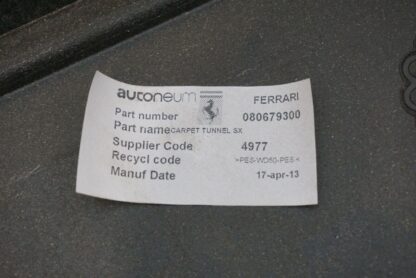 autoneum FERRARI
Part number 080679300
Part name CARPET TUNNEL SX
Supplier Code 4977
Recycl code >PES-WD50-PES<
Manuf Date 17-apr-13